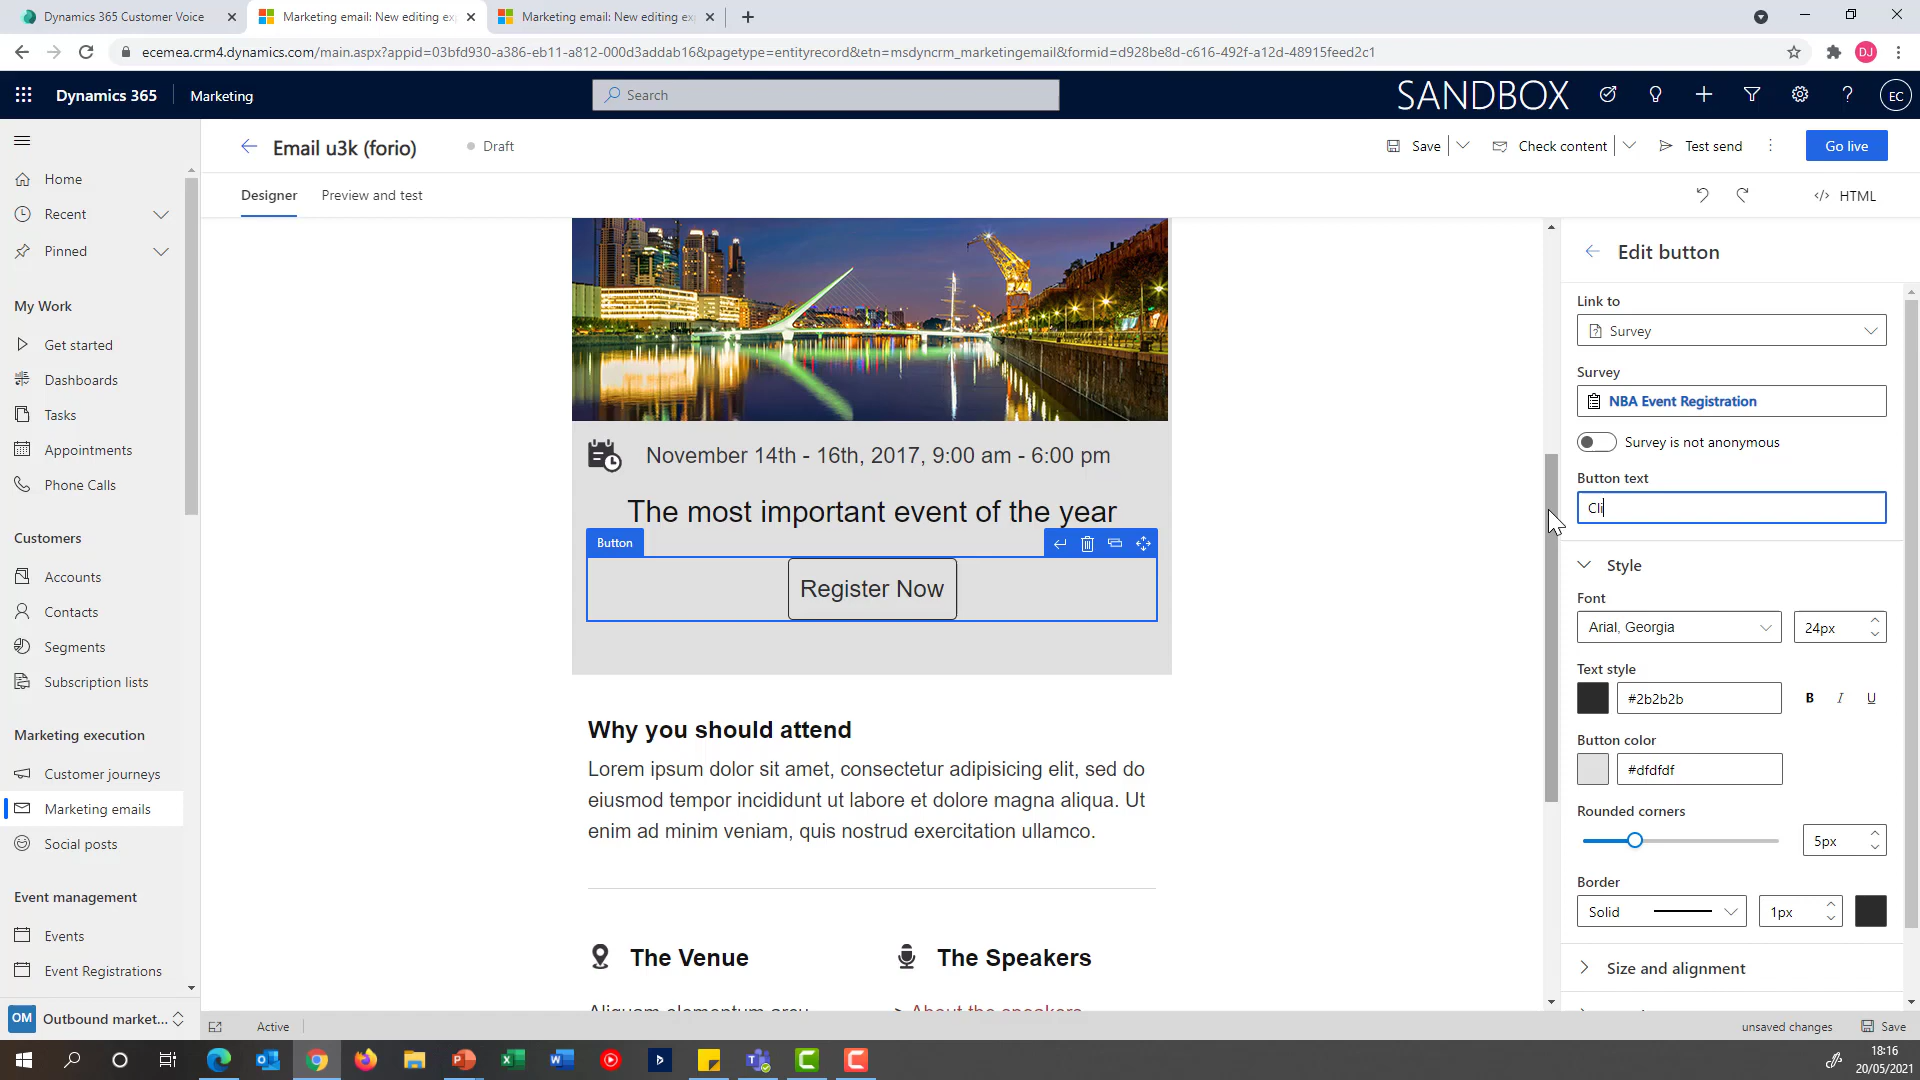 Dynamics 365 Customer Voice
Marketing email: New editing ex
Marketing email: New editing ex
ecemea.crm4.dynamics.com/main.aspx?appid=03bfd930-a386-eb11-a812-000d3addab16&pagetype=entityrecord&etn=msdyncrm_marketingemail&formid=d928be8d-c616-492f-a12d-48915feed2c1
DJ
Dynamics 365
Marketing
Search
SANDBOX
EC
Email u3k (forio)
Draft
Save
Check content
Test send
Go live
Designer
Preview and test
HTML
Home
Recent
Pinned
My Work
Get started
Dashboards
Tasks
Appointments
Phone Calls
Customers
Accounts
Contacts
Segments
Subscription lists
Marketing execution
Customer journeys
Marketing emails
Social posts
Event management
Events
Event Registrations
OM
Outbound market...
November 14th - 16th, 2017, 9:00 am - 6:00 pm
The most important event of the year
Button
Register Now
Why you should attend
Lorem ipsum dolor sit amet, consectetur adipisicing elit, sed do
eiusmod tempor incididunt ut labore et dolore magna aliqua. Ut
enim ad minim veniam, quis nostrud exercitation ullamco.
The Venue
The Speakers
Aliquam elementum arcu
> About the speakers
Edit button
Link to
Survey
Survey
NBA Event Registration
Survey is not anonymous
Button text
Cli
Style
Font
Arial, Georgia
24px
Text style
#2b2b2b
B I U
Button color
#dfdfdf
Rounded corners
5px
Border
Solid
1px
Size and alignment
Active
unsaved changes
Save
18:16
20/05/2021